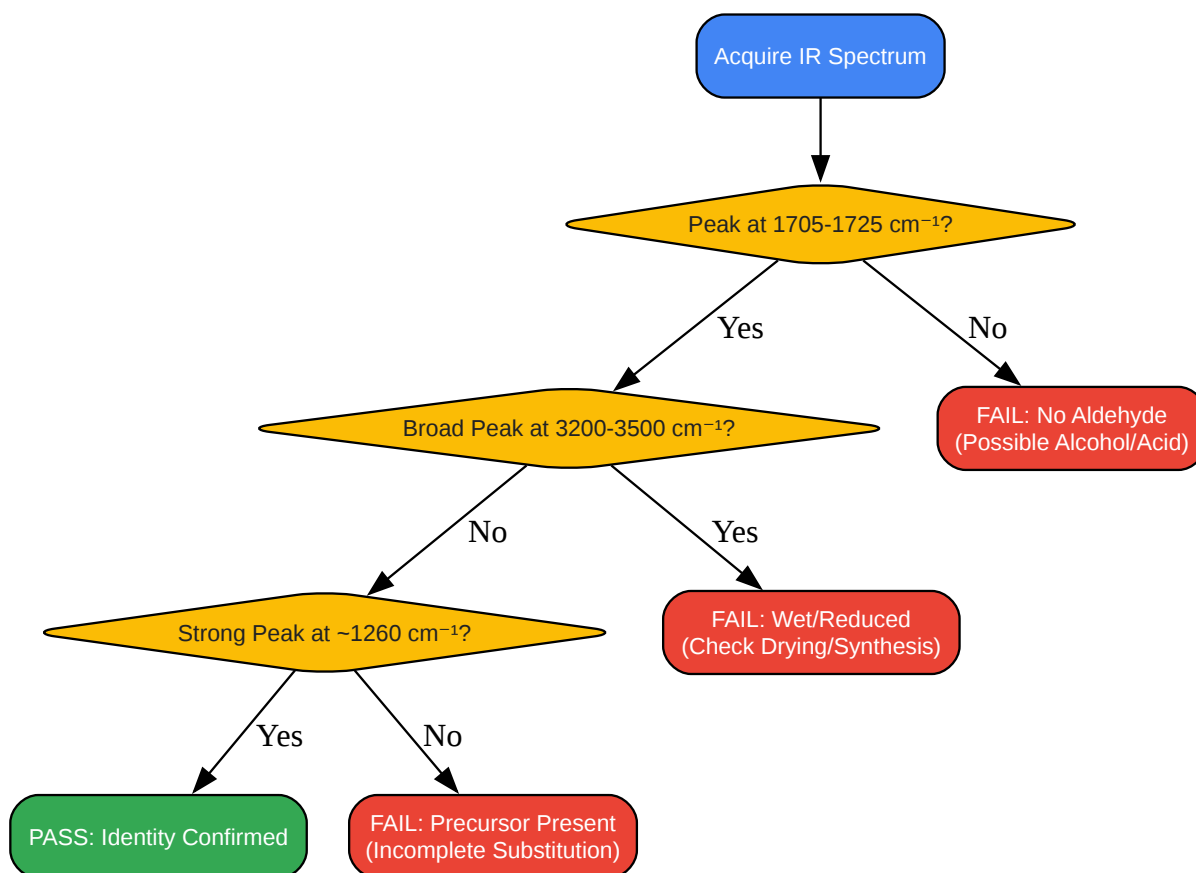 Acquire IR Spectrum
Peak at 1705-1725 cm⁻¹?
Yes
No
Broad Peak at 3200-3500 cm⁻¹?
FAIL: No Aldehyde
(Possible Alcohol/Acid)
No
Yes
Strong Peak at ~1260 cm⁻¹?
FAIL: Wet/Reduced
(Check Drying/Synthesis)
Yes
No
PASS: Identity Confirmed
FAIL: Precursor Present
(Incomplete Substitution)